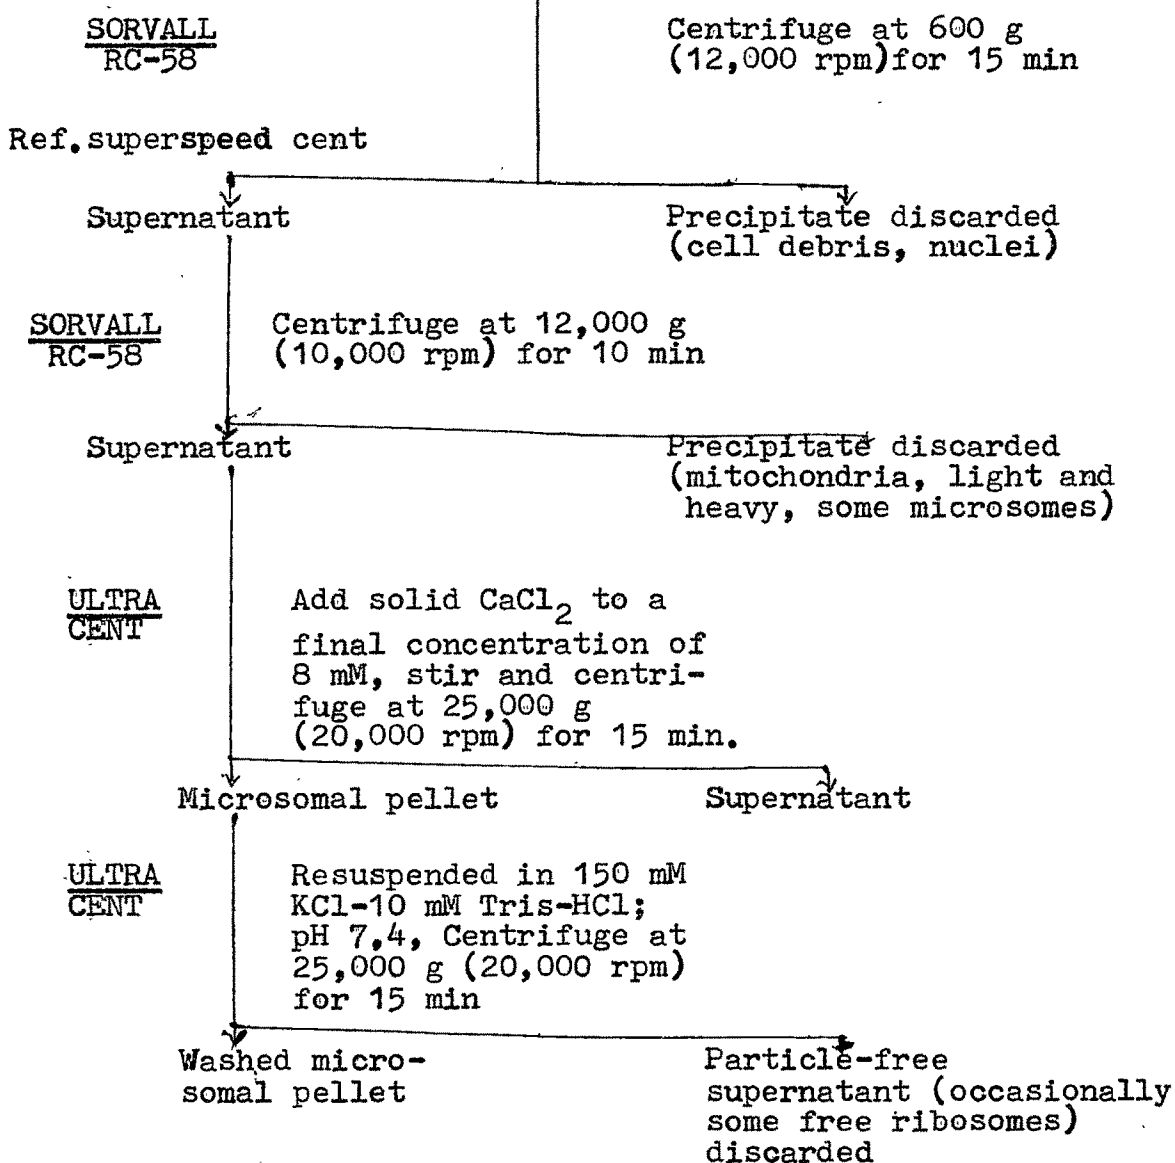 SORVALL
RC-58
Centrifuge at 600 g
(12,000 rpm)for 15 min
Ref.superspeed cent
Supernatant
Precipitate discarded
(cell debris, nuclei)
SORVALL
RC-58
Centrifuge at 12,000 g
(10,000 rpm) for 10 min
Supernatant
Precipitate discarded
(mitochondria, light and
heavy, some microsomes)
ULTRA
CENT
Add solid CaCl₂ to a
final concentration of
8 mM, stir and centri-
fuge at 25,000 g
(20,000 rpm) for 15 min.
Microsomal pellet
Supernatant
ULTRA
CENT
Resuspended in 150 mM
KCl-10 mM Tris-HCl;
pH 7,4, Centrifuge at
25,000 g (20,000 rpm)
for 15 min
Washed micro-
somal pellet
Particle-free
supernatant (occasionally
some free ribosomes)
discarded